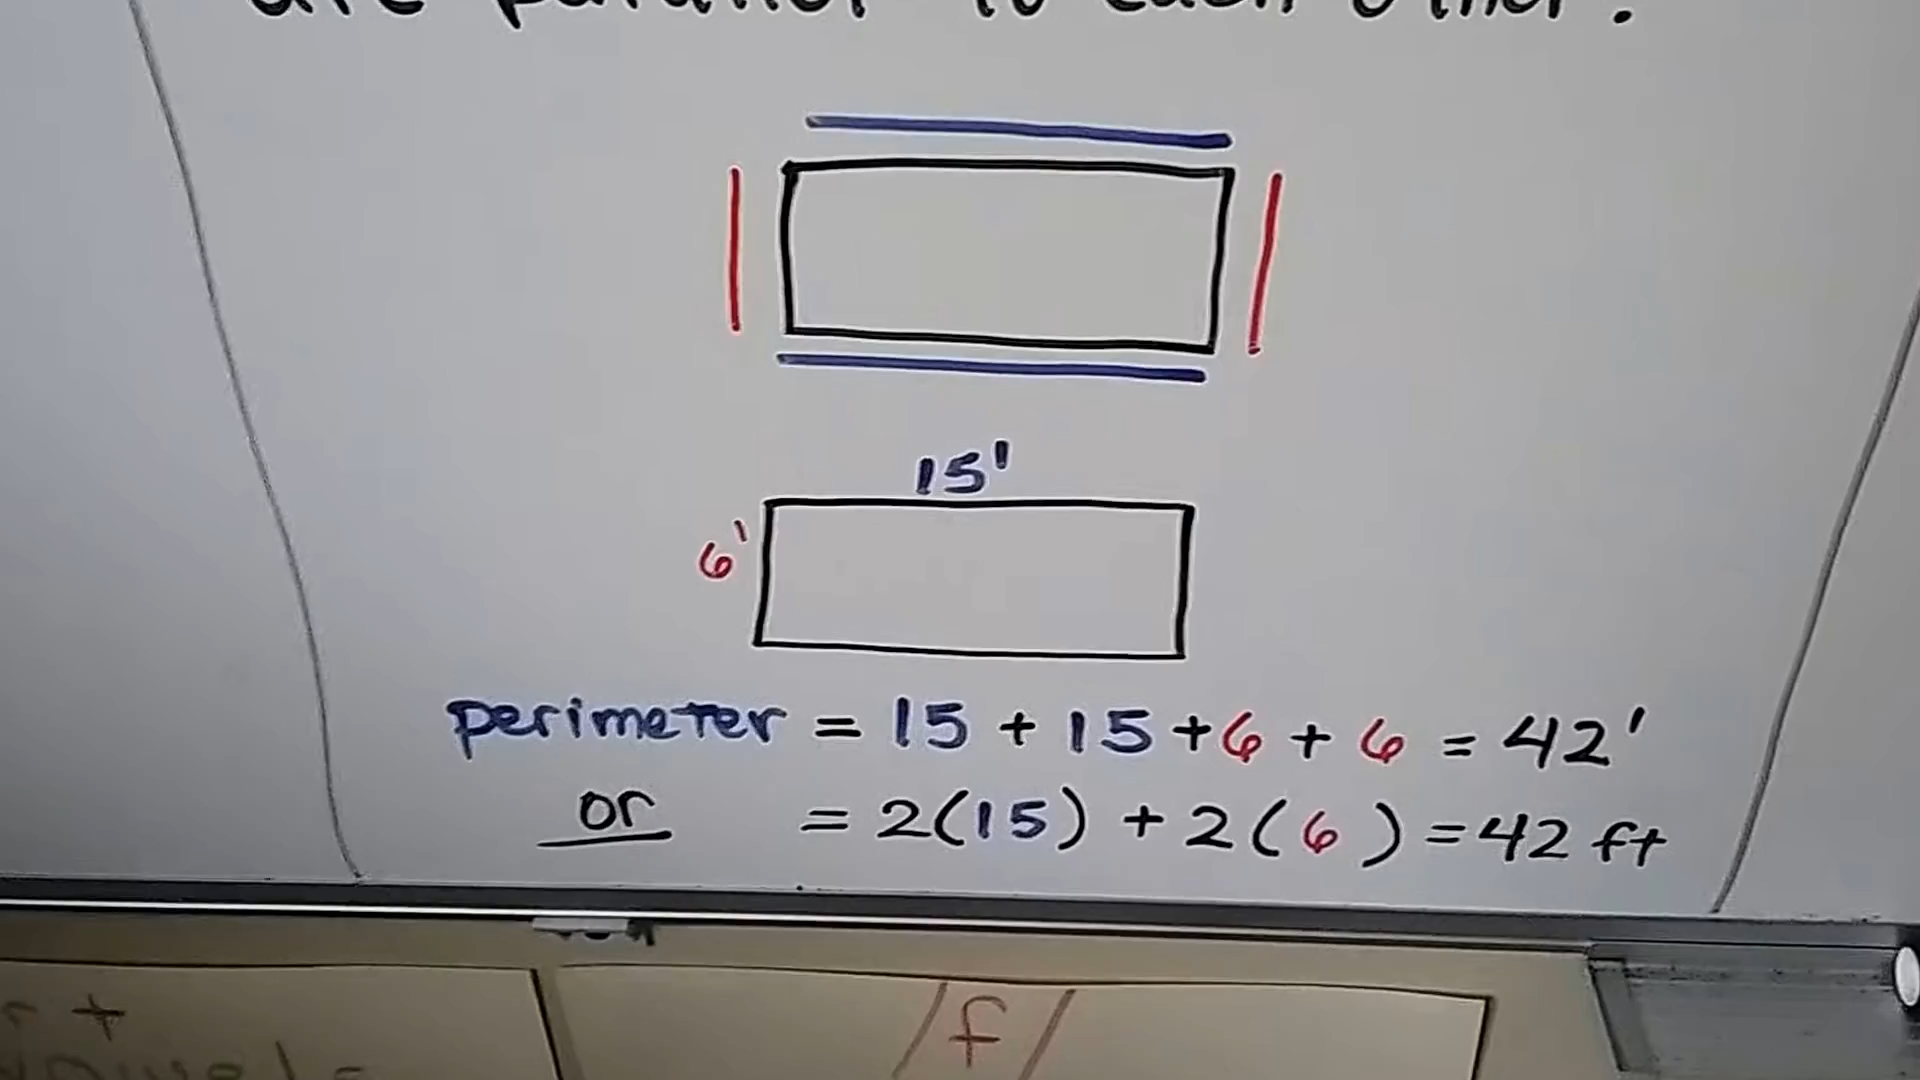 are parallel to each other.
15'
6'
perimeter = 15 + 15 + 6 + 6 = 42'
or = 2(15) + 2(6) = 42 ft
+
/f/